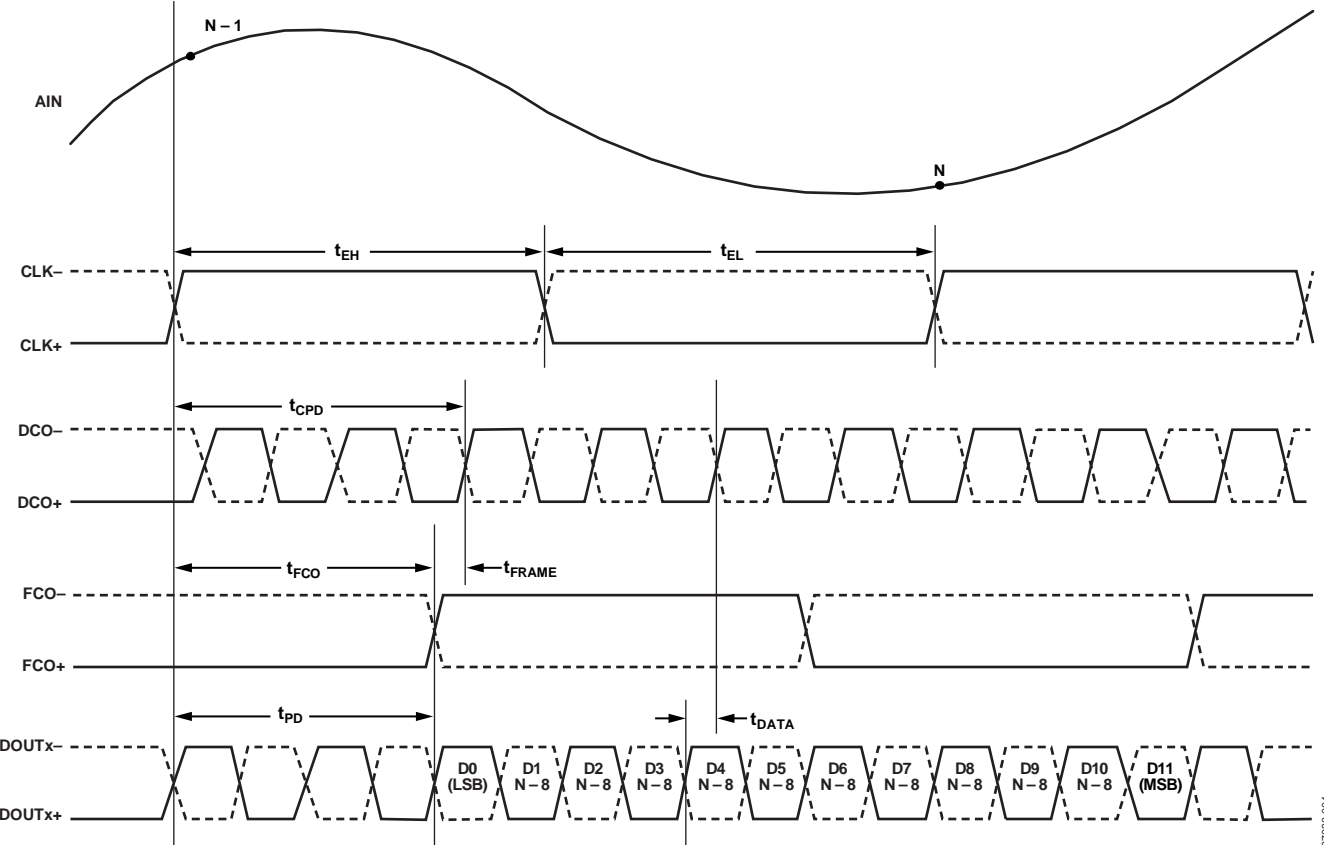 N – 1
AIN
N
tEH
tEL
CLK–
CLK+
tCPD
DCO–
DCO+
tFCO
tFRAME
FCO–
FCO+
tPD
tDATA
DOUTx–
DOUTx+
D0
(LSB)
D1
N – 8
D2
N – 8
D3
N – 8
D4
N – 8
D5
N – 8
D6
N – 8
D7
N – 8
D8
N – 8
D9
N – 8
D10
N – 8
D11
(MSB)